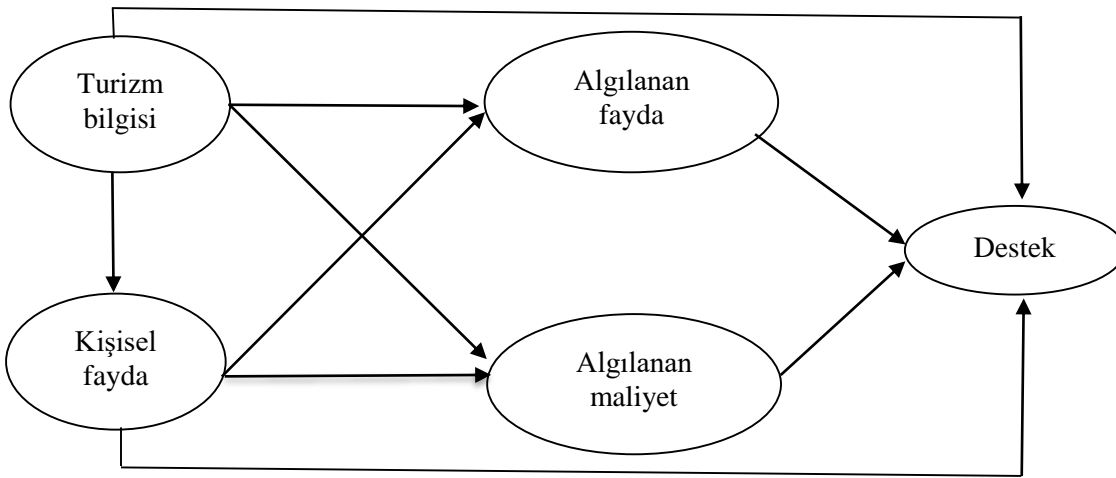 Turizm
bilgisi
Algılanan
fayda
Destek
Kişisel
fayda
Algılanan
maliyet